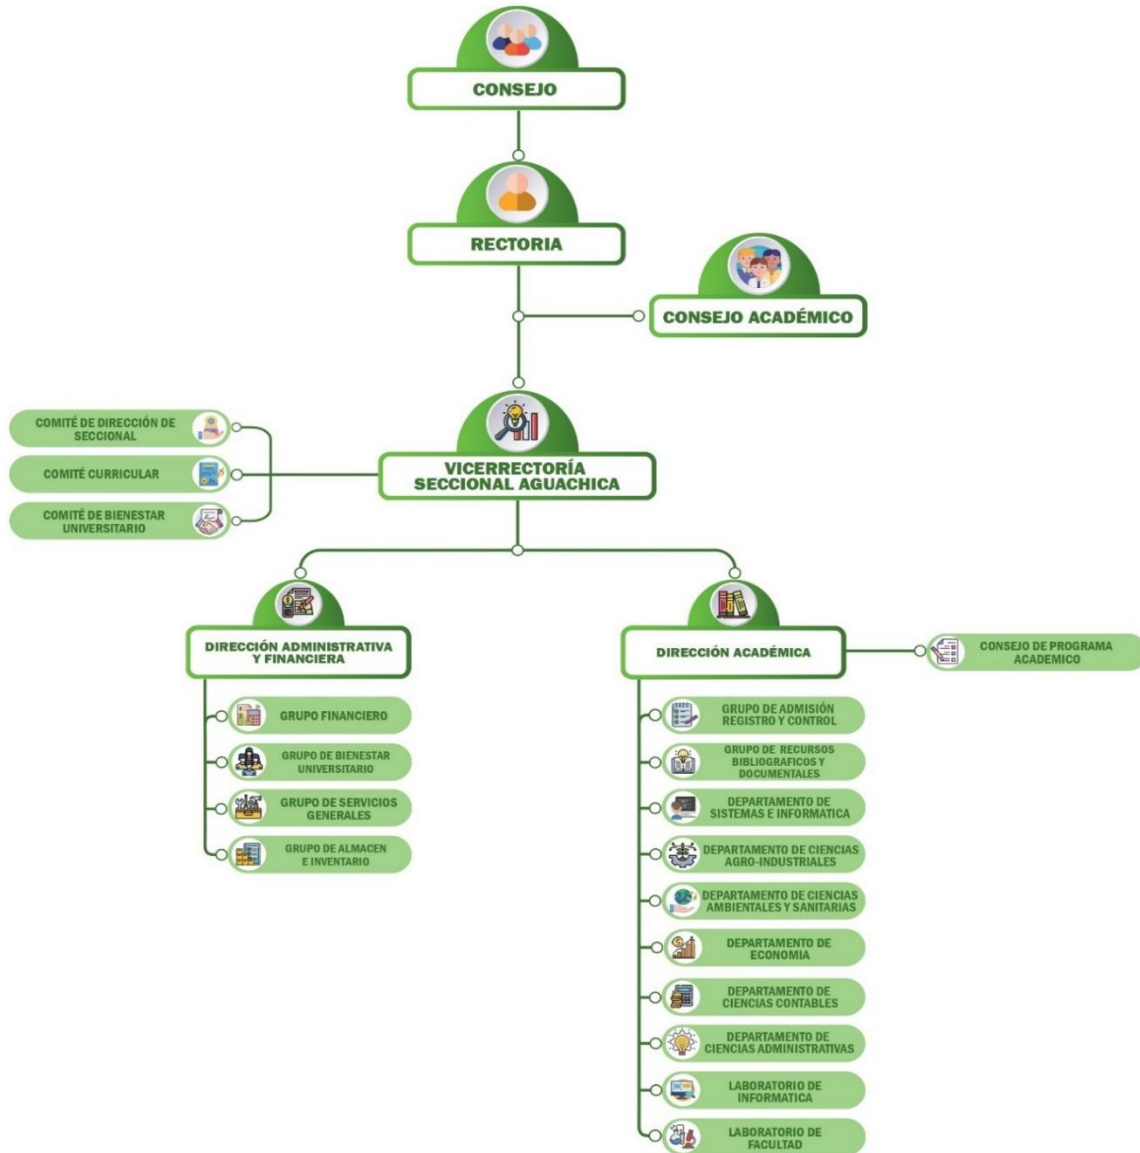 CONSEJO
RECTORIA
CONSEJO ACADÉMICO
COMITÉ DE DIRECCIÓN DE
SECCIONAL
COMITÉ CURRICULAR
COMITÉ DE BIENESTAR
UNIVERSITARIO
VICERRECTORÍA
SECCIONAL AGUACHICA
DIRECCIÓN ADMINISTRATIVA
Y FINANCIERA
GRUPO FINANCIERO
GRUPO DE BIENESTAR
UNIVERSITARIO
GRUPO DE SERVICIOS
GENERALES
GRUPO DE ALMACEN
E INVENTARIO
DIRECCIÓN ACADÉMICA
CONSEJO DE PROGRAMA
ACADEMICO
GRUPO DE ADMISIÓN
REGISTRO Y CONTROL
GRUPO DE RECURSOS
BIBLIOGRAFICOS Y
DOCUMENTALES
DEPARTAMENTO DE
SISTEMAS E INFORMATICA
DEPARTAMENTO DE CIENCIAS
AGRO-INDUSTRIALES
DEPARTAMENTO DE CIENCIAS
AMBIENTALES Y SANITARIAS
DEPARTAMENTO DE
ECONOMIA
DEPARTAMENTO DE
CIENCIAS CONTABLES
DEPARTAMENTO DE
CIENCIAS ADMINISTRATIVAS
LABORATORIO DE
INFORMATICA
LABORATORIO DE
FACULTAD